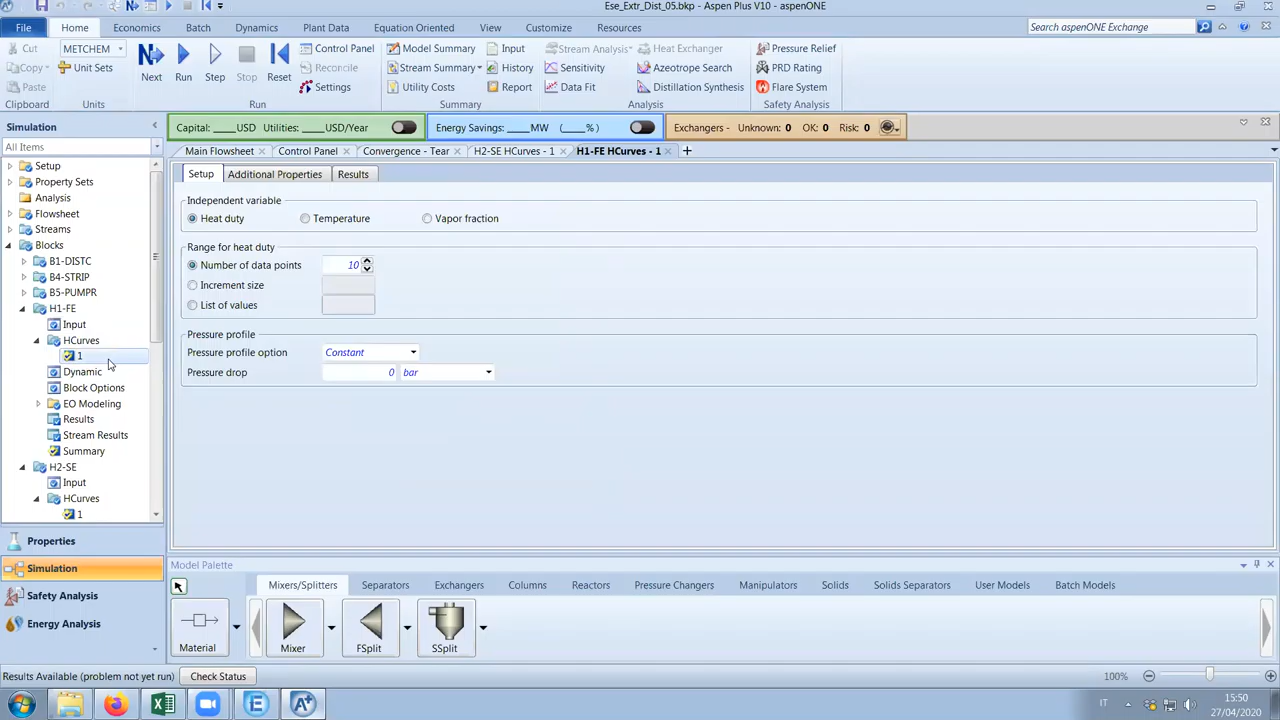 Ese_Extr_Dist_05.bkp - Aspen Plus V10 - aspenONE
File Home Economics Batch Dynamics Plant Data Equation Oriented View Customize Resources Search aspenONE Exchange
Cut METCHEM Control Panel Model Summary Input Stream Analysis Heat Exchanger Pressure Relief
Copy Unit Sets Next Run Step Stop Reset Reconcile Stream Summary History Sensitivity Azeotrope Search PRD Rating
Paste Settings Utility Costs Report Data Fit Distillation Synthesis Flare System
Clipboard Units Run Summary Analysis Safety Analysis
Simulation Capital: ____USD Utilities: ____USD/Year Energy Savings: ____MW (____%) Exchangers - Unknown: 0 OK: 0 Risk: 0
All Items Main Flowsheet Control Panel Convergence - Tear H2-SE HCurves - 1 H1-FE HCurves - 1 +
Setup
Property Sets
Analysis
Flowsheet
Streams
Blocks
B1-DISTC
B4-STRIP
B5-PUMPR
H1-FE
Input
HCurves
1
Dynamic
Block Options
EO Modeling
Results
Stream Results
Summary
H2-SE
Input
HCurves
1
Properties
Simulation
Safety Analysis
Energy Analysis
Setup Additional Properties Results
Independent variable
Heat duty Temperature Vapor fraction
Range for heat duty
Number of data points 10
Increment size
List of values
Pressure profile
Pressure profile option Constant
Pressure drop 0 bar
Model Palette
Mixers/Splitters Separators Exchangers Columns Reactors Pressure Changers Manipulators Solids Solids Separators User Models Batch Models
Material Mixer FSplit SSplit
Results Available (problem not yet run) Check Status 100%
IT 15:50
27/04/2020